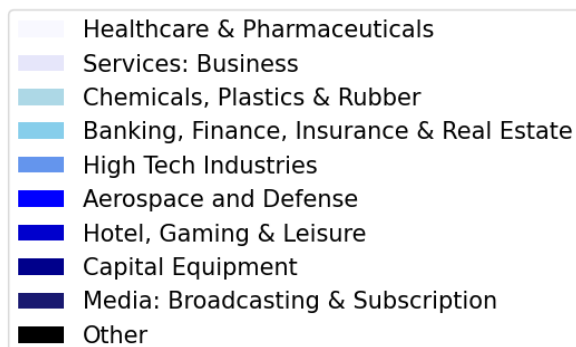 Healthcare & Pharmaceuticals
Services: Business
Chemicals, Plastics & Rubber
Banking, Finance, Insurance & Real Estate
High Tech Industries
Aerospace and Defense
Hotel, Gaming & Leisure
Capital Equipment
Media: Broadcasting & Subscription
Other